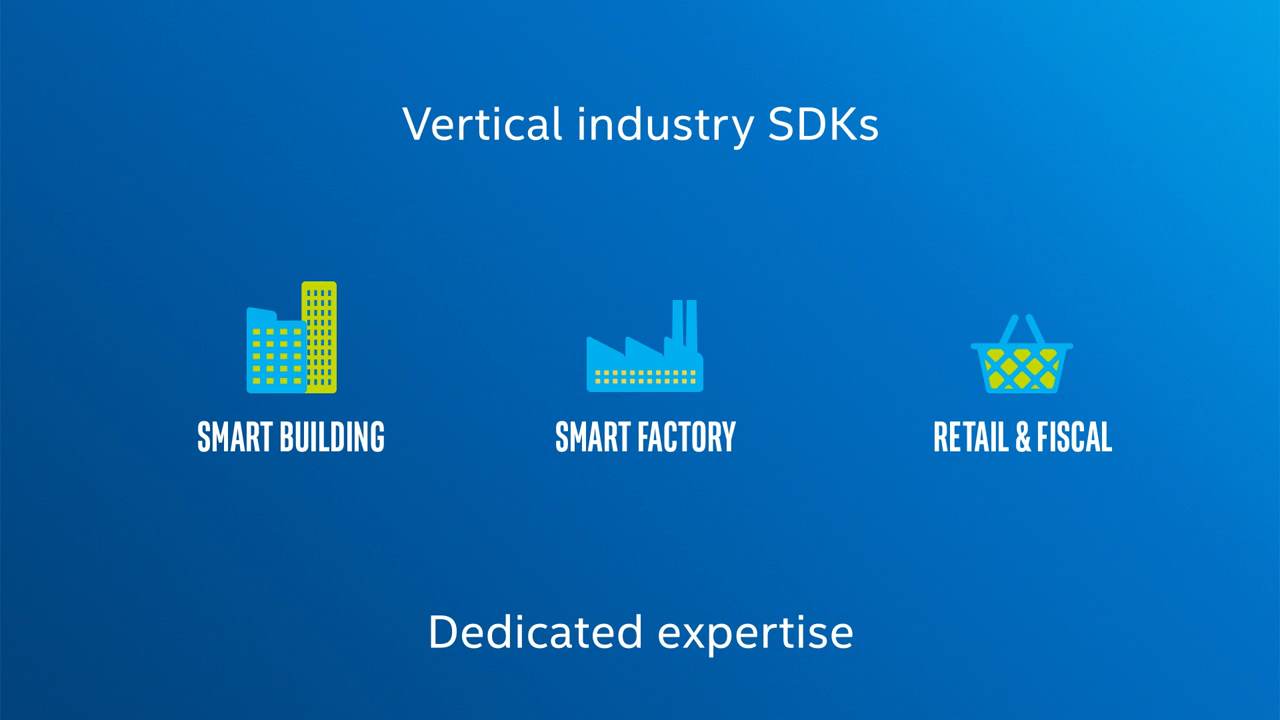 Vertical industry SDKs
SMART BUILDING
SMART FACTORY
RETAIL & FISCAL
Dedicated expertise